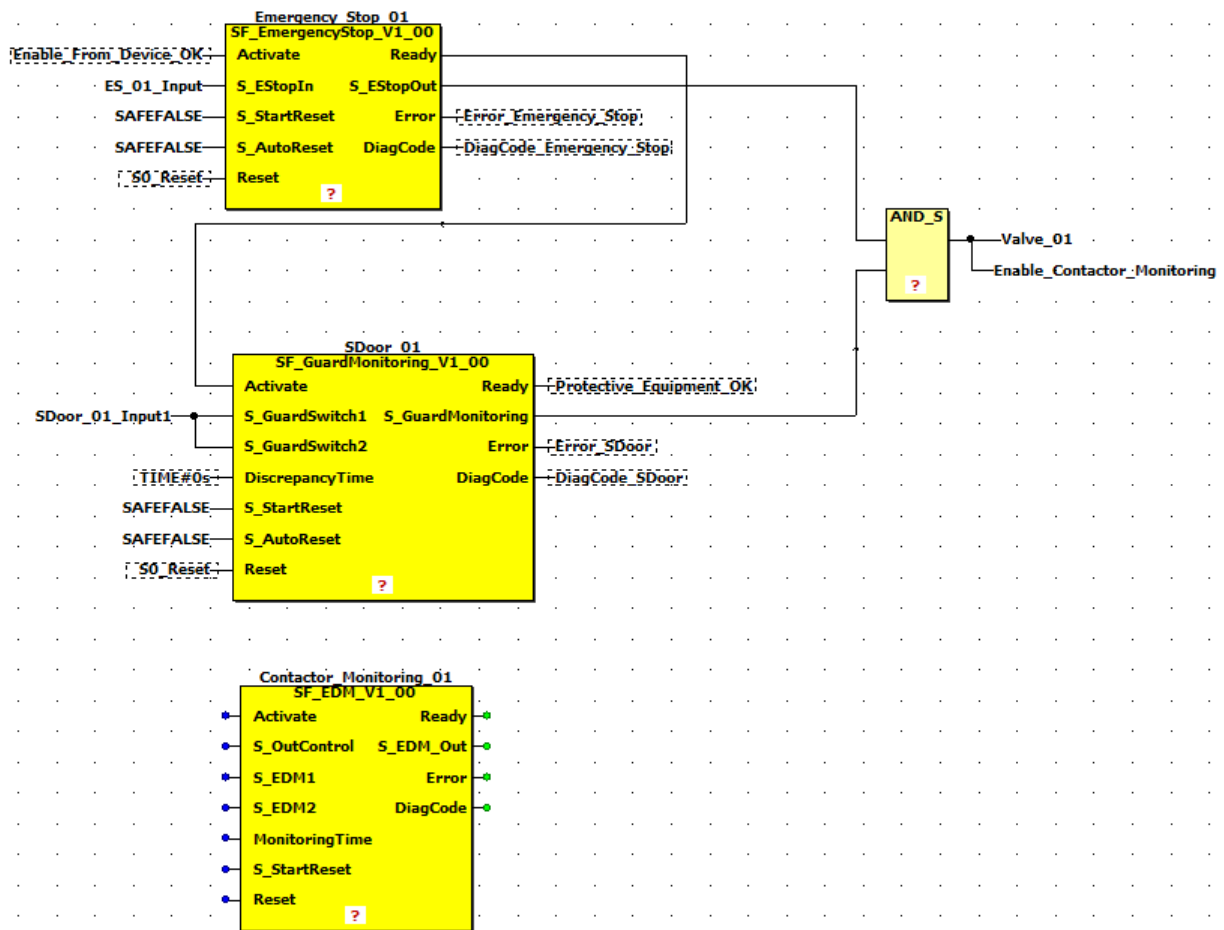 Emergency_Stop_01
SF_EmergencyStop_V1_00
Enable_From_Device_OK Activate Ready
ES_01_Input S_EStopIn S_EStopOut
SAFEFALSE S_StartReset Error Error_Emergency_Stop
SAFEFALSE S_AutoReset DiagCode DiagCode_Emergency_Stop
S0_Reset Reset
?
AND_S
Valve_01
Enable_Contactor_Monitoring
?
SDoor_01
SF_GuardMonitoring_V1_00
Activate Ready Protective_Equipment_OK
SDoor_01_Input1 S_GuardSwitch1 S_GuardMonitoring
S_GuardSwitch2 Error Error_SDoor
TIME#0s DiscrepancyTime DiagCode DiagCode_SDoor
SAFEFALSE S_StartReset
SAFEFALSE S_AutoReset
S0_Reset Reset
?
Contactor_Monitoring_01
SF_EDM_V1_00
Activate Ready
S_OutControl S_EDM_Out
S_EDM1 Error
S_EDM2 DiagCode
MonitoringTime
S_StartReset
Reset
?